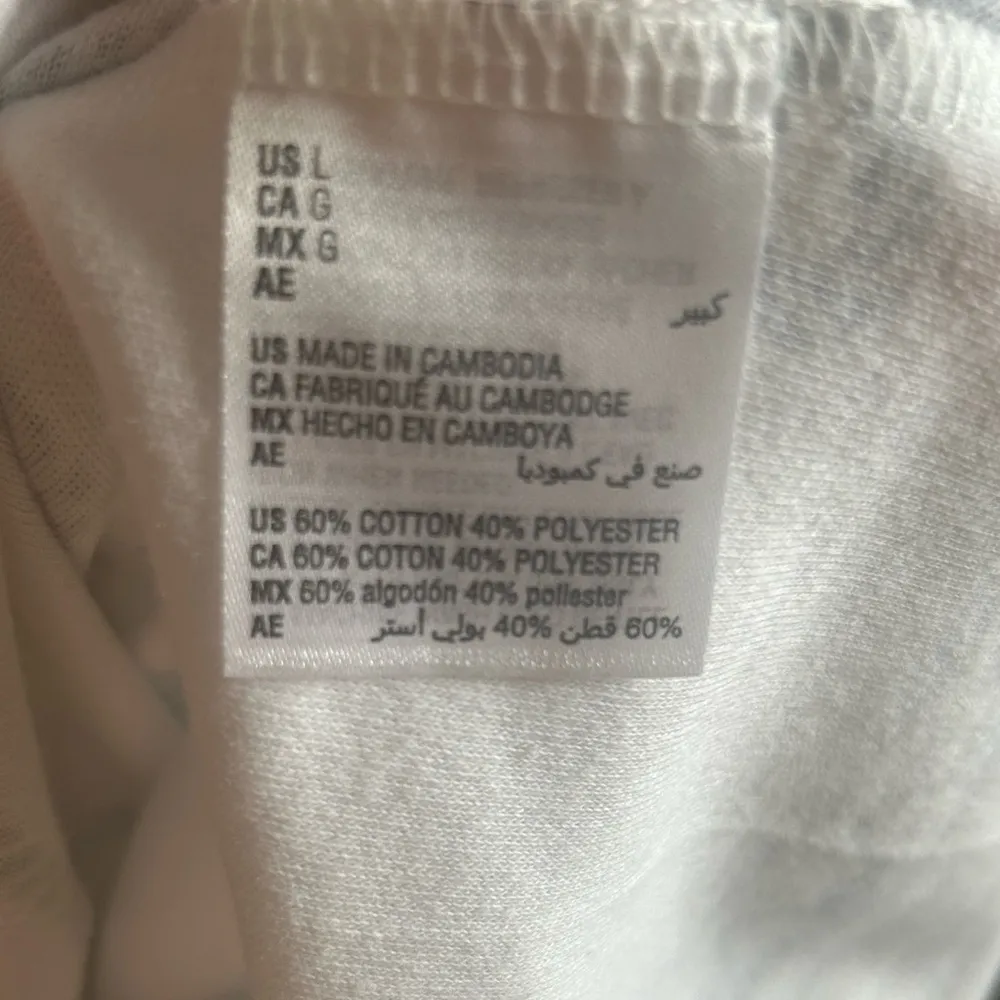 US L
CA G
MX G
AE
كبير
US MADE IN CAMBODIA
CA FABRIQUÉ AU CAMBODGE
MX HECHO EN CAMBOYA
AE صنع في كمبوديا
US 60% COTTON 40% POLYESTER
CA 60% COTON 40% POLYESTER
MX 60% algodón 40% poliester
AE 60% قطن 40% بولي أستر